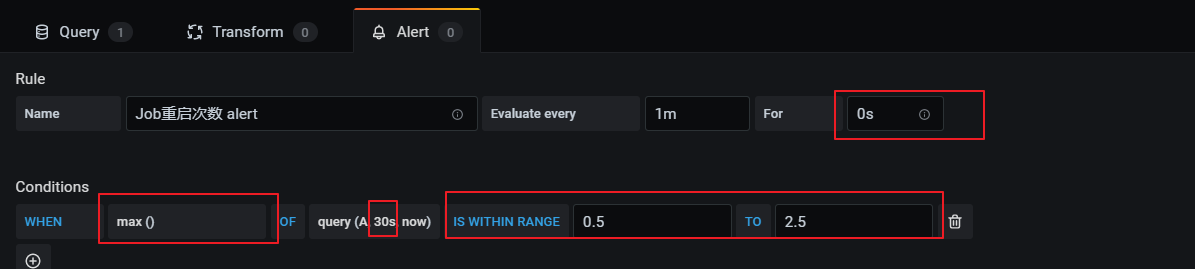 Query 1 Transform 0 Alert 0
Rule
Name Job重启次数 alert Evaluate every 1m For 0s
Conditions
WHEN max () OF query (A, 30s, now) IS WITHIN RANGE 0.5 TO 2.5